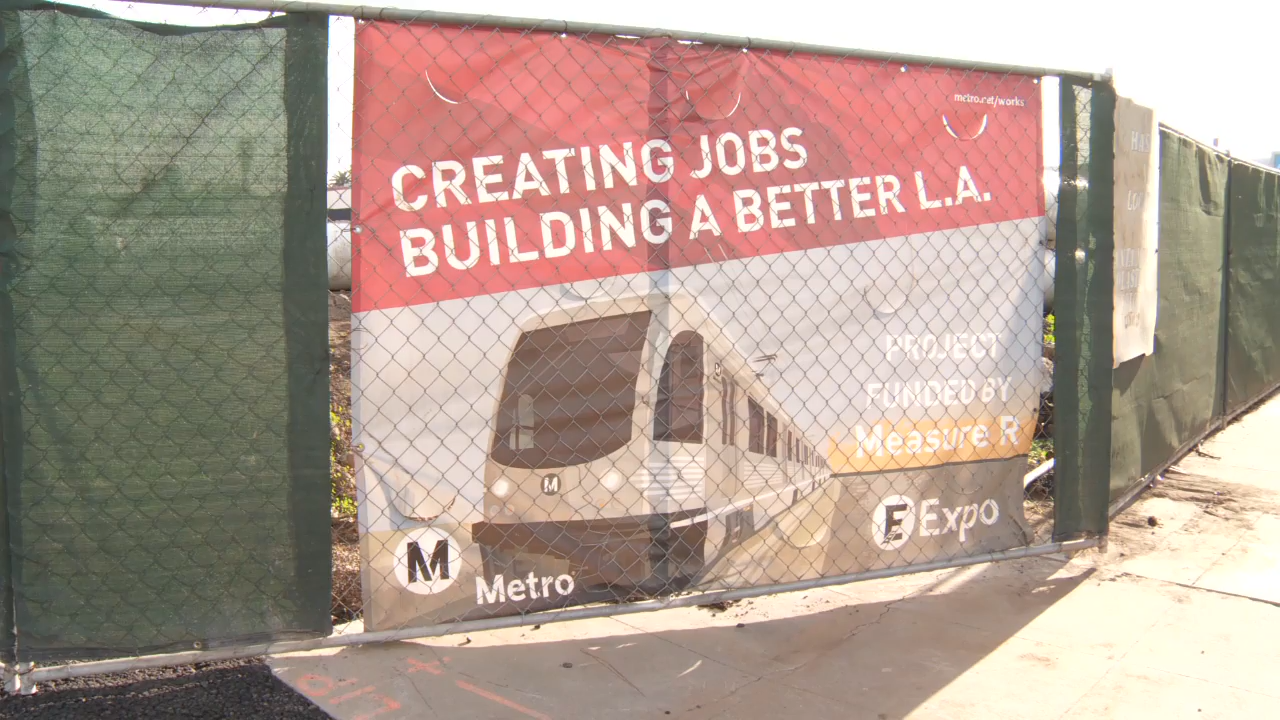 metro.net/works
CREATING JOBS
BUILDING A BETTER L.A.
PROJECT
FUNDED BY
Measure R
M
E Expo
M Metro